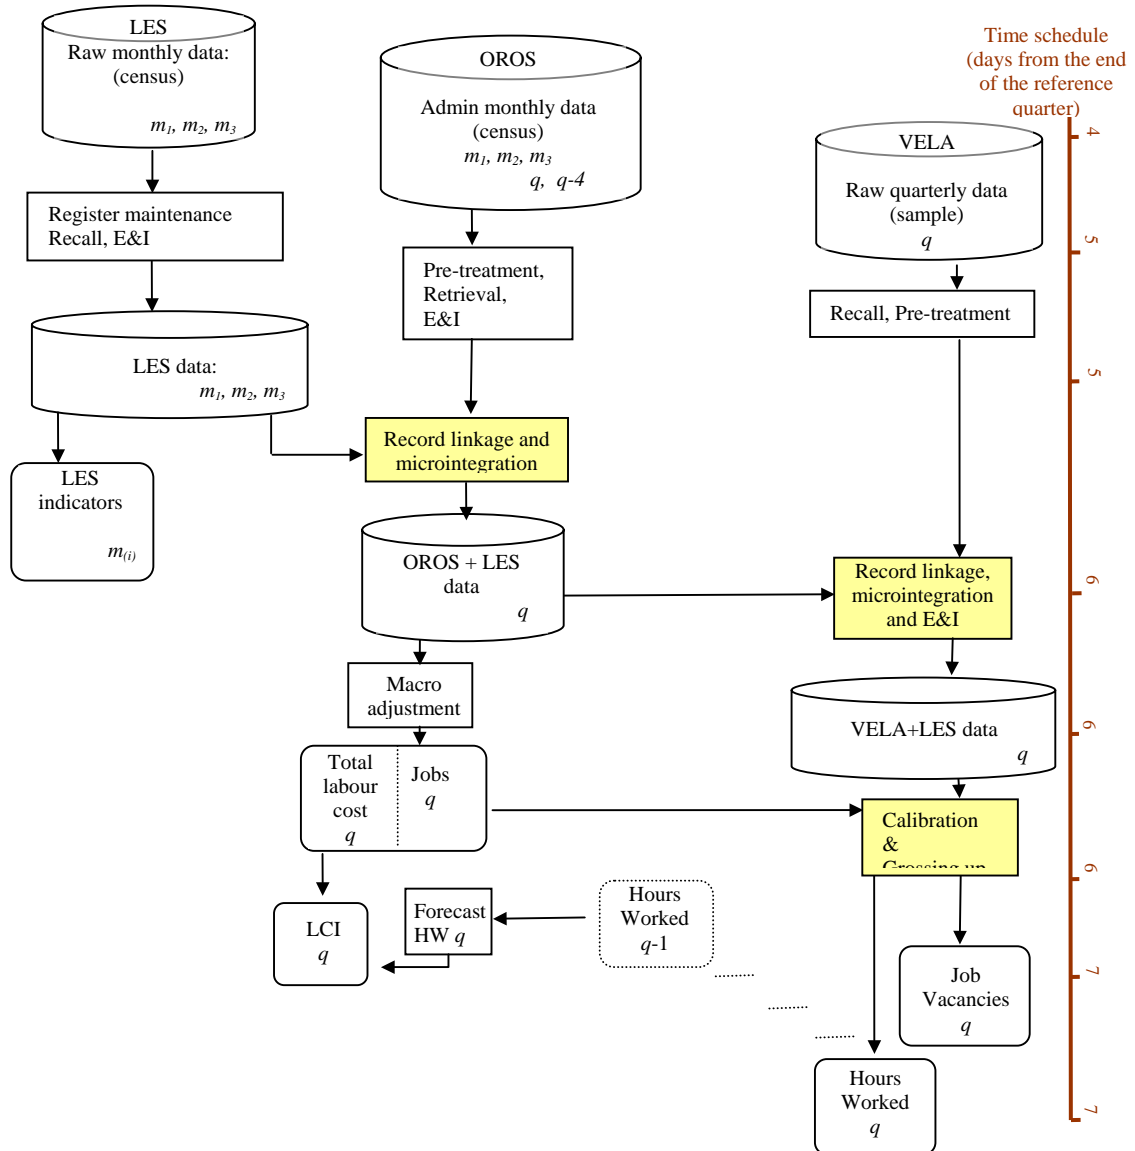 LES
Raw monthly data:
(census)
m1, m2, m3
Register maintenance
Recall, E&I
LES data:
m1, m2, m3
LES
indicators
m(i)
OROS
Admin monthly data
(census)
m1, m2, m3
q, q-4
Pre-treatment,
Retrieval,
E&I
Record linkage and
microintegration
OROS + LES
data
q
Macro
adjustment
Total
labour
cost
q
Jobs
q
LCI
q
Forecast
HW q
Hours
Worked
q-1
VELA
Raw quarterly data
(sample)
q
Recall, Pre-treatment
Record linkage,
microintegration
and E&I
VELA+LES data
q
Calibration
&
Grossing up
Job
Vacancies
q
Hours
Worked
q
Time schedule
(days from the end
of the reference
quarter)
4
5
5
6
6
6
7
7